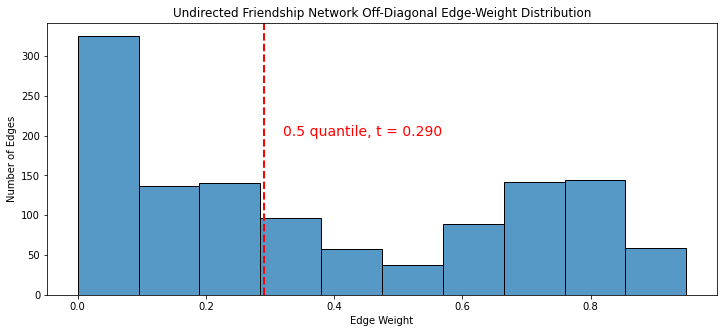 Undirected Friendship Network Off-Diagonal Edge-Weight Distribution
300
250
200
150
100
50
0
Number of Edges
0.5 quantile, t = 0.290
0.0 0.2 0.4 0.6 0.8
Edge Weight